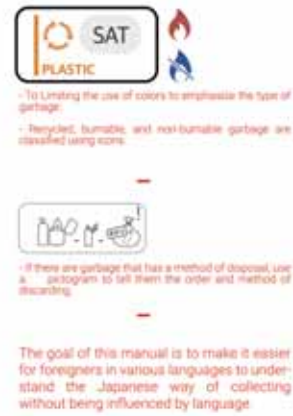 SAT
PLASTIC
- To Limiting the use of colors to emphasize the type of
garbage.
- Recycled, burnable, and non-burnable garbage are
classified using icons.
- If there are garbage that has a method of disposal, use
a pictogram to tell them the order and method of
discarding.
The goal of this manual is to make it easier
for foreigners in various languages to under-
stand the Japanese way of collecting
without being influenced by language